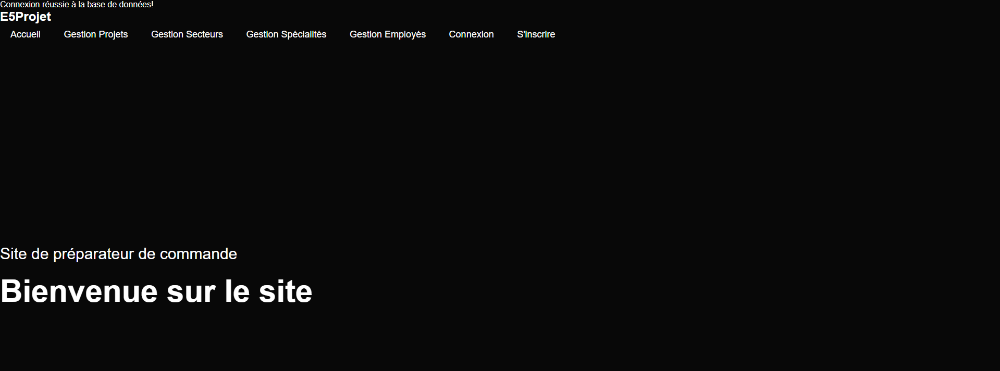 Connexion réussie à la base de données!
E5Projet
Accueil Gestion Projets Gestion Secteurs Gestion Spécialités Gestion Employés Connexion S'inscrire
Site de préparateur de commande
Bienvenue sur le site